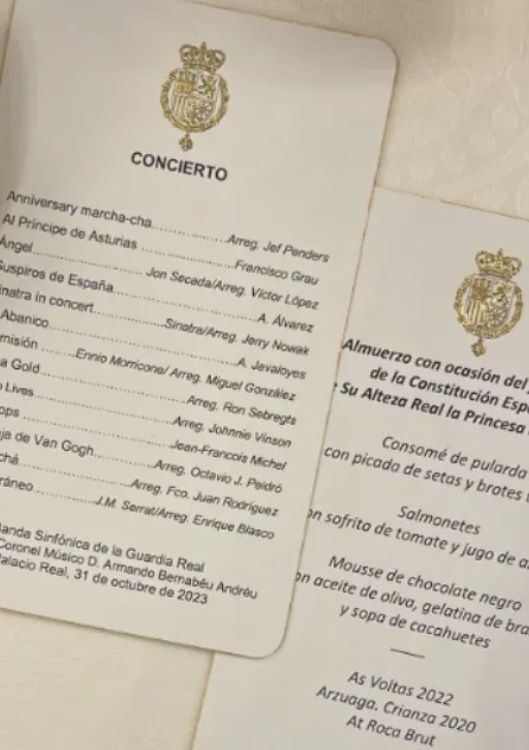 CONCIERTO
Anniversary marcha-cha..................Arreg. Jef Penders
Al Príncipe de Asturias ....................Francisco Grau
Ángel........................ Jon Secada/Arreg. Víctor López
Suspiros de España............................A. Álvarez
Sinatra in concert..............Sinatra/Arreg. Jerry Nowak
Abanico..................................A. Javaloyes
misión ........Ennio Morricone/ Arreg. Miguel González
Gold ............................Arreg. Ron Sebregts
Lives........................Arreg. Johnnie Vinson
ops ........................Jean-Francois Michel
ja de Van Gogh..............Arreg. Octavio J. Peidró
chá......................Arreg. Fco. Juan Rodríguez
ráneo..............J.M. Serrat/Arreg. Enrique Blasco
Banda Sinfónica de la Guardia Real
Coronel Músico D. Armando Bernabéu Andréu
Palacio Real, 31 de octubre de 2023
Almuerzo con ocasión del
de la Constitución Esp
Su Alteza Real la Princesa
Consomé de pularda
con picada de setas y brotes
Salmonetes
on sofrito de tomate y jugo de a
Mousse de chocolate negro
on aceite de oliva, gelatina de bra
y sopa de cacahuetes
As Voltas 2022
Arzuaga, Crianza 2020
At Roca Brut